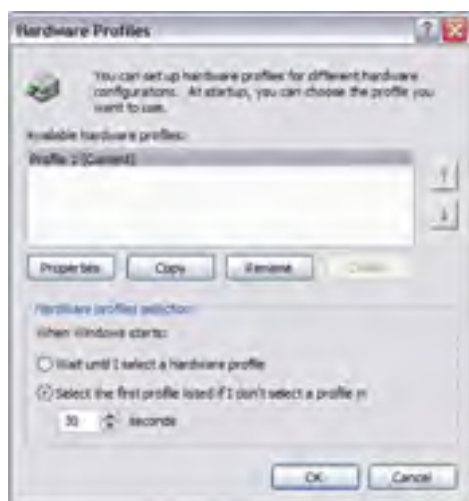 Hardware Profiles
You can set up hardware profiles for different hardware
configurations. At startup, you can choose the profile you
want to use.
Available hardware profiles:
Profile 1 (Current)
Properties
Copy
Rename
Delete
Hardware profiles selection
When Windows starts:
Wait until I select a hardware profile
Select the first profile listed if I don't select a profile in
30 seconds
OK
Cancel